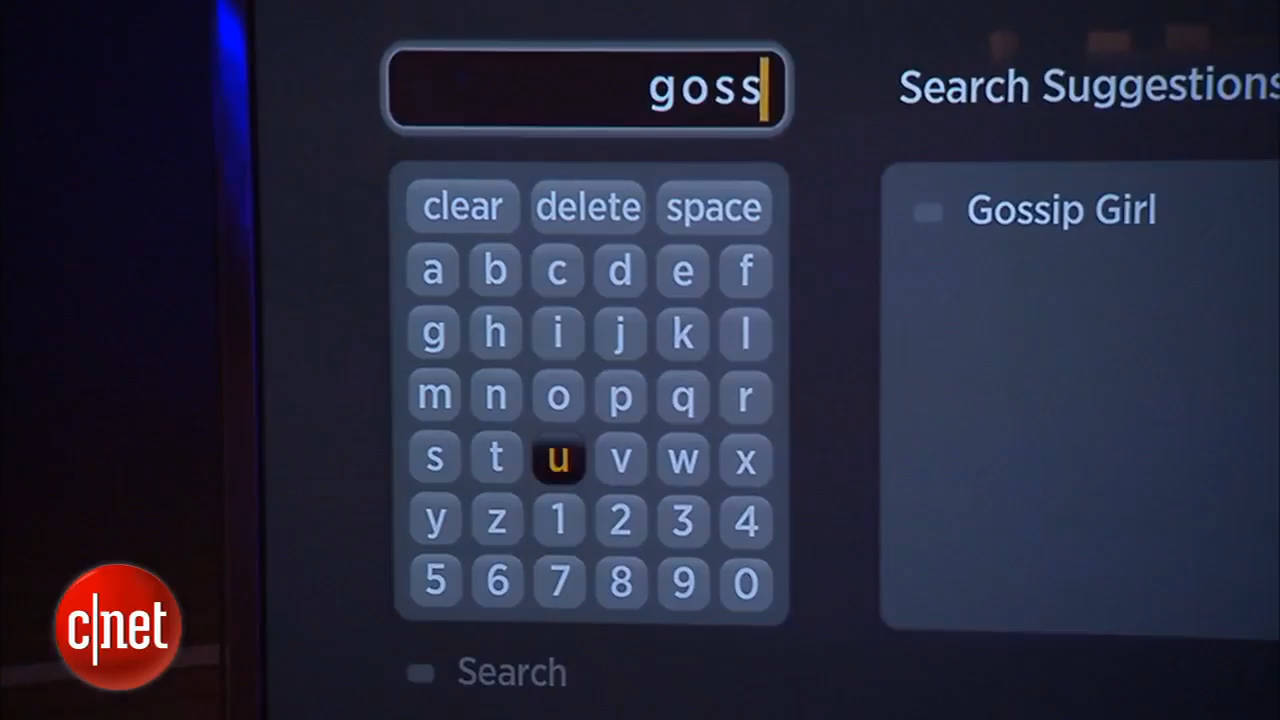 goss
Search Suggestions
clear delete space
a b c d e f
g h i j k l
m n o p q r
s t u v w x
y z 1 2 3 4
5 6 7 8 9 0
Gossip Girl
Search
c|net